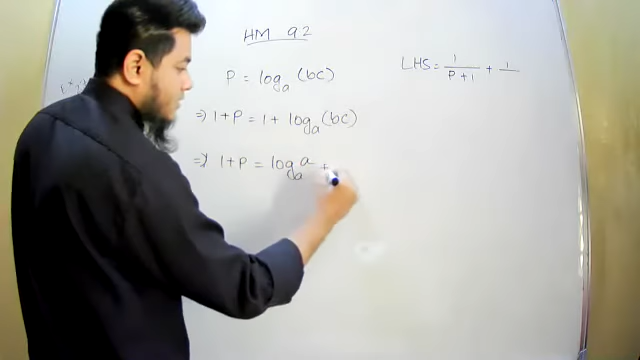 HM 92
P = log_a (bc)
⇒ 1+P = 1 + log_a (bc)
⇒ 1+P = log_a a +
LHS = 1/(P+1) + 1/